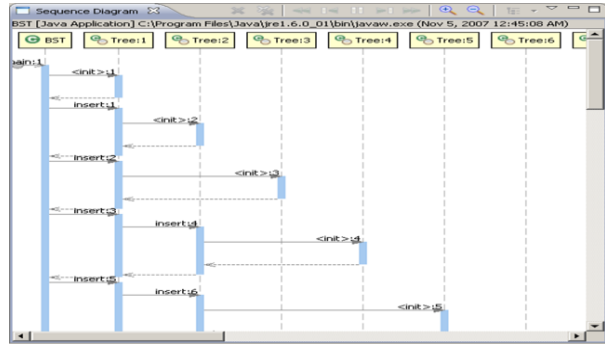 Sequence Diagram
BST [Java Application] C:\Program Files\Java\jre1.6.0_01\bin\javaw.exe (Nov 5, 2007 12:45:08 AM)
BST Tree:1 Tree:2 Tree:3 Tree:4 Tree:5 Tree:6
main:1
<init>:1
insert:1
<init>:2
insert:2
<init>:3
insert:3
insert:4
<init>:4
insert:5
insert:6
<init>:5